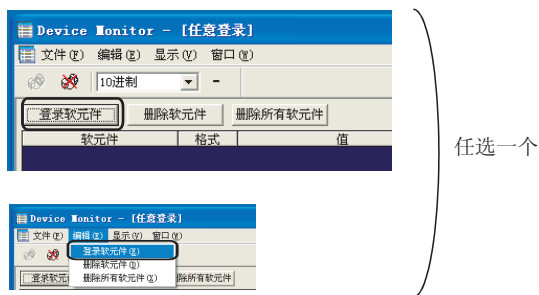 Device Monitor - [任意登录]
文件(F) 编辑(E) 显示(V) 窗口(W)
10进制
登录软元件 删除软元件 删除所有软元件
软元件 格式 值
任选一个
Device Monitor - [任意登录]
文件(F) 编辑(E) 显示(V) 窗口(W)
登录软元件(E)
删除软元件(D)
登录软元 删除所有软元件(X) 除所有软元件